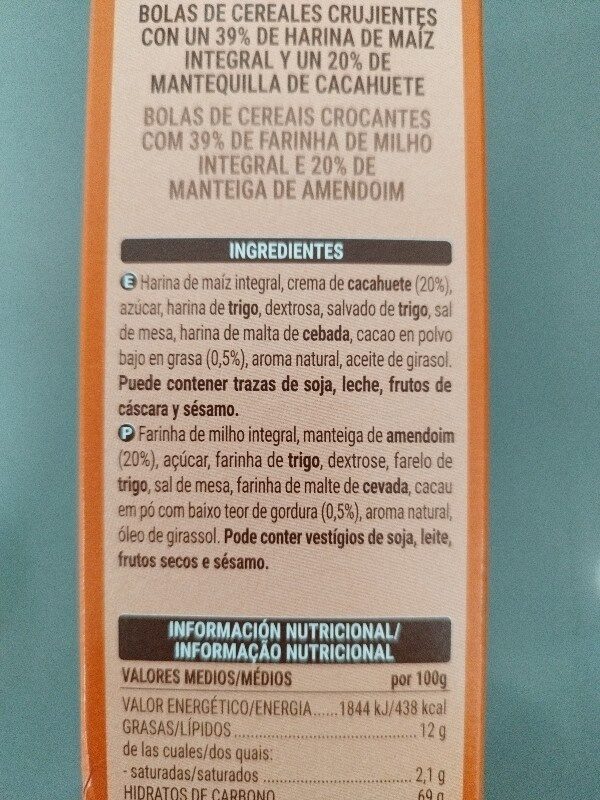 BOLAS DE CEREALES CRUJIENTES
CON UN 39% DE HARINA DE MAÍZ
INTEGRAL Y UN 20% DE
MANTEQUILLA DE CACAHUETE
BOLAS DE CEREAIS CROCANTES
COM 39% DE FARINHA DE MILHO
INTEGRAL E 20% DE
MANTEIGA DE AMENDOIM
INGREDIENTES
E Harina de maíz integral, crema de cacahuete (20%),
azúcar, harina de trigo, dextrosa, salvado de trigo, sal
de mesa, harina de malta de cebada, cacao en polvo
bajo en grasa (0,5%), aroma natural, aceite de girasol.
Puede contener trazas de soja, leche, frutos de
cáscara y sésamo.
P Farinha de milho integral, manteiga de amendoim
(20%), açúcar, farinha de trigo, dextrose, farelo de
trigo, sal de mesa, farinha de malte de cevada, cacau
em pó com baixo teor de gordura (0,5%), aroma natural,
óleo de girassol. Pode conter vestígios de soja, leite,
frutos secos e sésamo.
INFORMACIÓN NUTRICIONAL/
INFORMAÇÃO NUTRICIONAL
VALORES MEDIOS/MÉDIOS por 100g
VALOR ENERGÉTICO/ENERGIA......1844 kJ/438 kcal
GRASAS/LÍPIDOS ..... 12 g
de las cuales/dos quais:
- saturadas/saturados ..... 2,1 g
HIDRATOS DE CARBONO 69 g